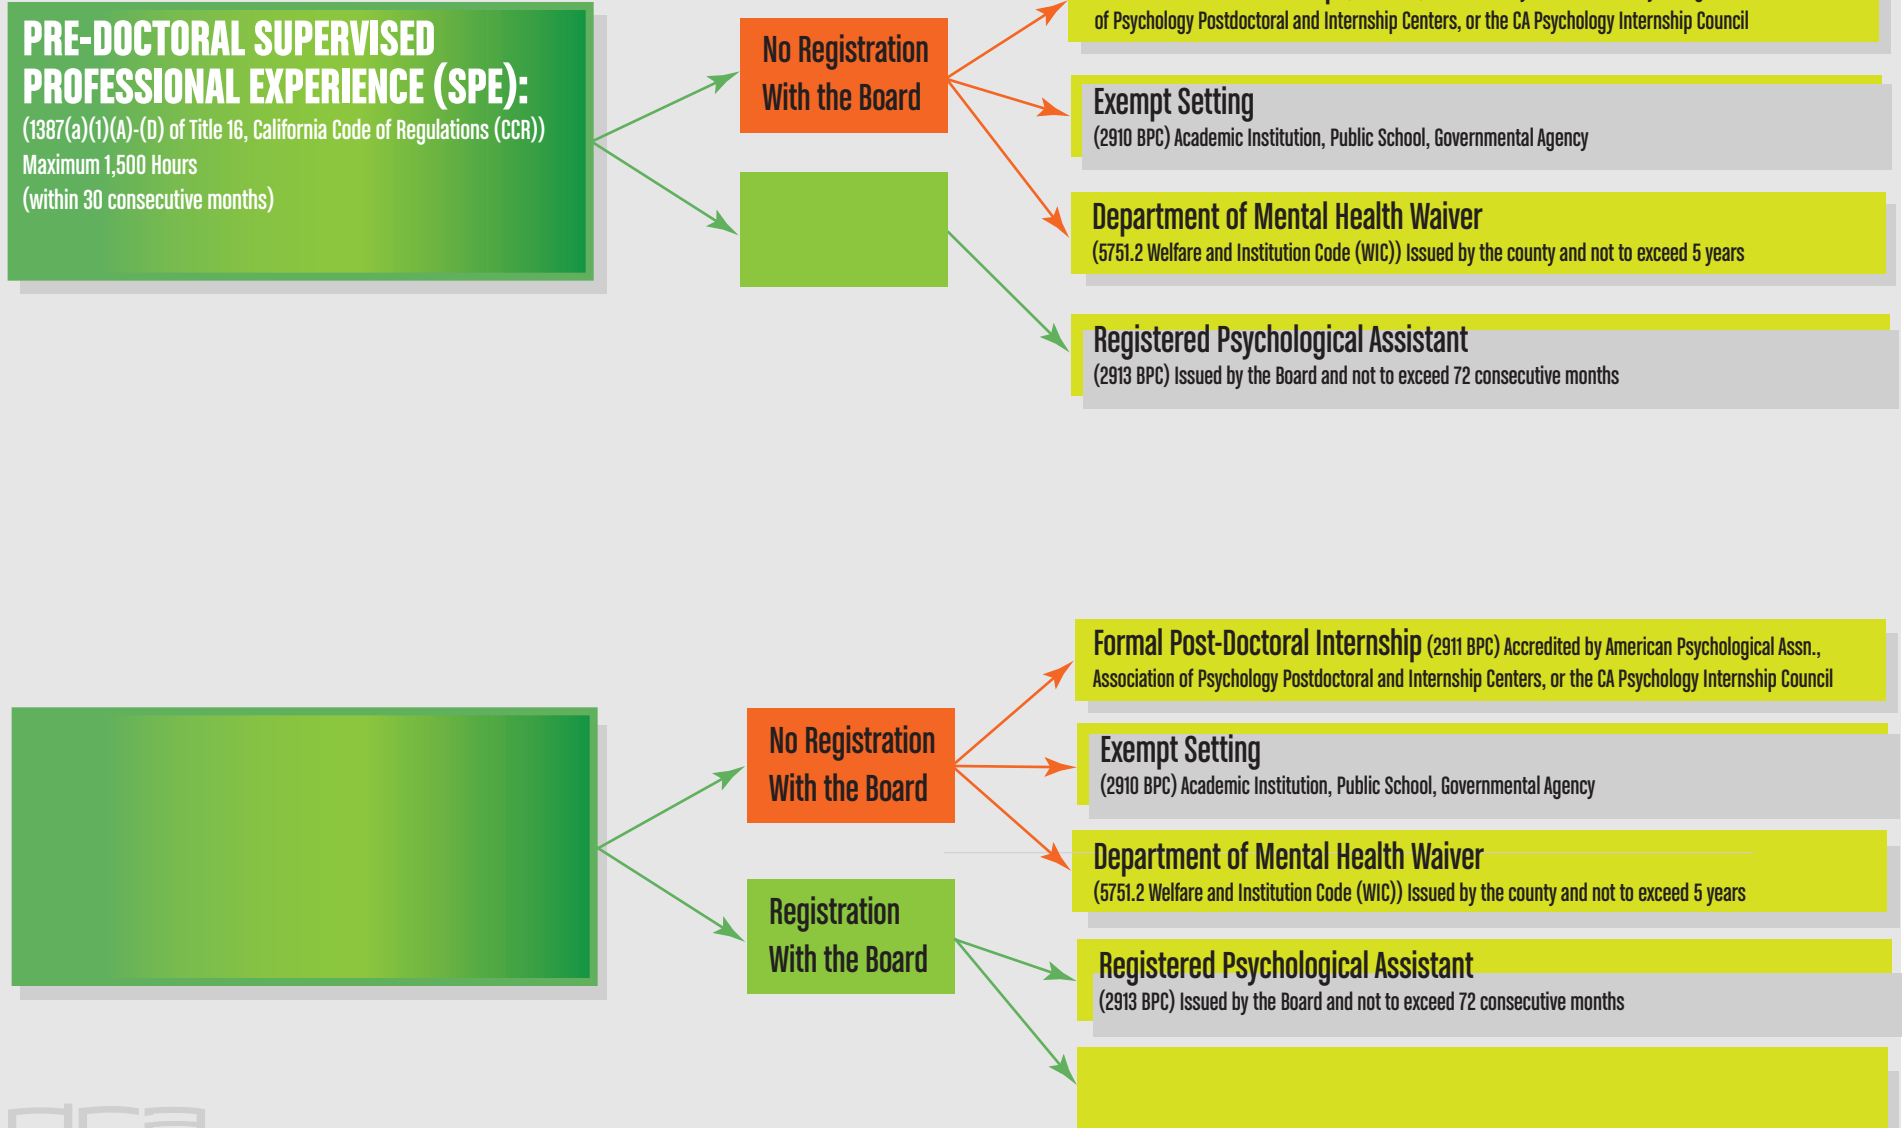 PRE-DOCTORAL SUPERVISED
PROFESSIONAL EXPERIENCE (SPE):
(1387(a)(1)(A)-(D) of Title 16, California Code of Regulations (CCR))
Maximum 1,500 Hours
(within 30 consecutive months)
No Registration
With the Board
of Psychology Postdoctoral and Internship Centers, or the CA Psychology Internship Council
Exempt Setting
(2910 BPC) Academic Institution, Public School, Governmental Agency
Department of Mental Health Waiver
(5751.2 Welfare and Institution Code (WIC)) Issued by the county and not to exceed 5 years
Registered Psychological Assistant
(2913 BPC) Issued by the Board and not to exceed 72 consecutive months
No Registration
With the Board
Registration
With the Board
Formal Post-Doctoral Internship (2911 BPC) Accredited by American Psychological Assn.,
Association of Psychology Postdoctoral and Internship Centers, or the CA Psychology Internship Council
Exempt Setting
(2910 BPC) Academic Institution, Public School, Governmental Agency
Department of Mental Health Waiver
(5751.2 Welfare and Institution Code (WIC)) Issued by the county and not to exceed 5 years
Registered Psychological Assistant
(2913 BPC) Issued by the Board and not to exceed 72 consecutive months